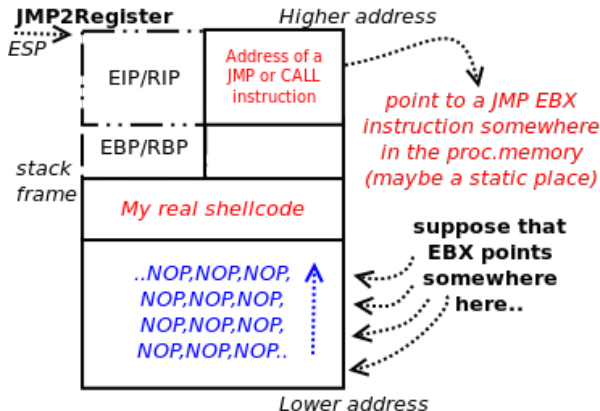 JMP2Register
Higher address
ESP
EIP/RIP
Address of a
JMP or CALL
instruction
point to a JMP EBX
instruction somewhere
in the proc.memory
(maybe a static place)
EBP/RBP
stack
frame
My real shellcode
suppose that
EBX points
somewhere
here..
..NOP,NOP,NOP,
NOP,NOP,NOP,
NOP,NOP,NOP,
NOP,NOP,NOP..
Lower address